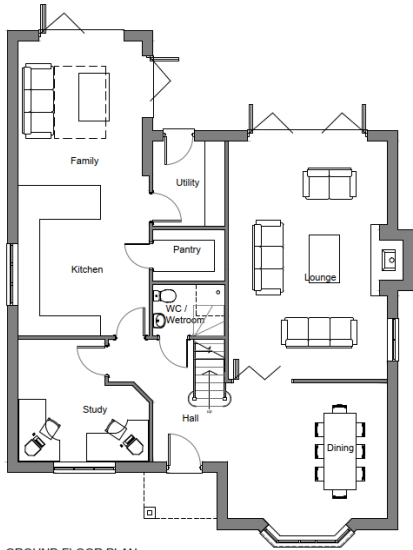 Family
Utility
Pantry
Kitchen
Lounge
WC /
Wetroom
Study
Hall
Dining
GROUND FLOOR PLAN